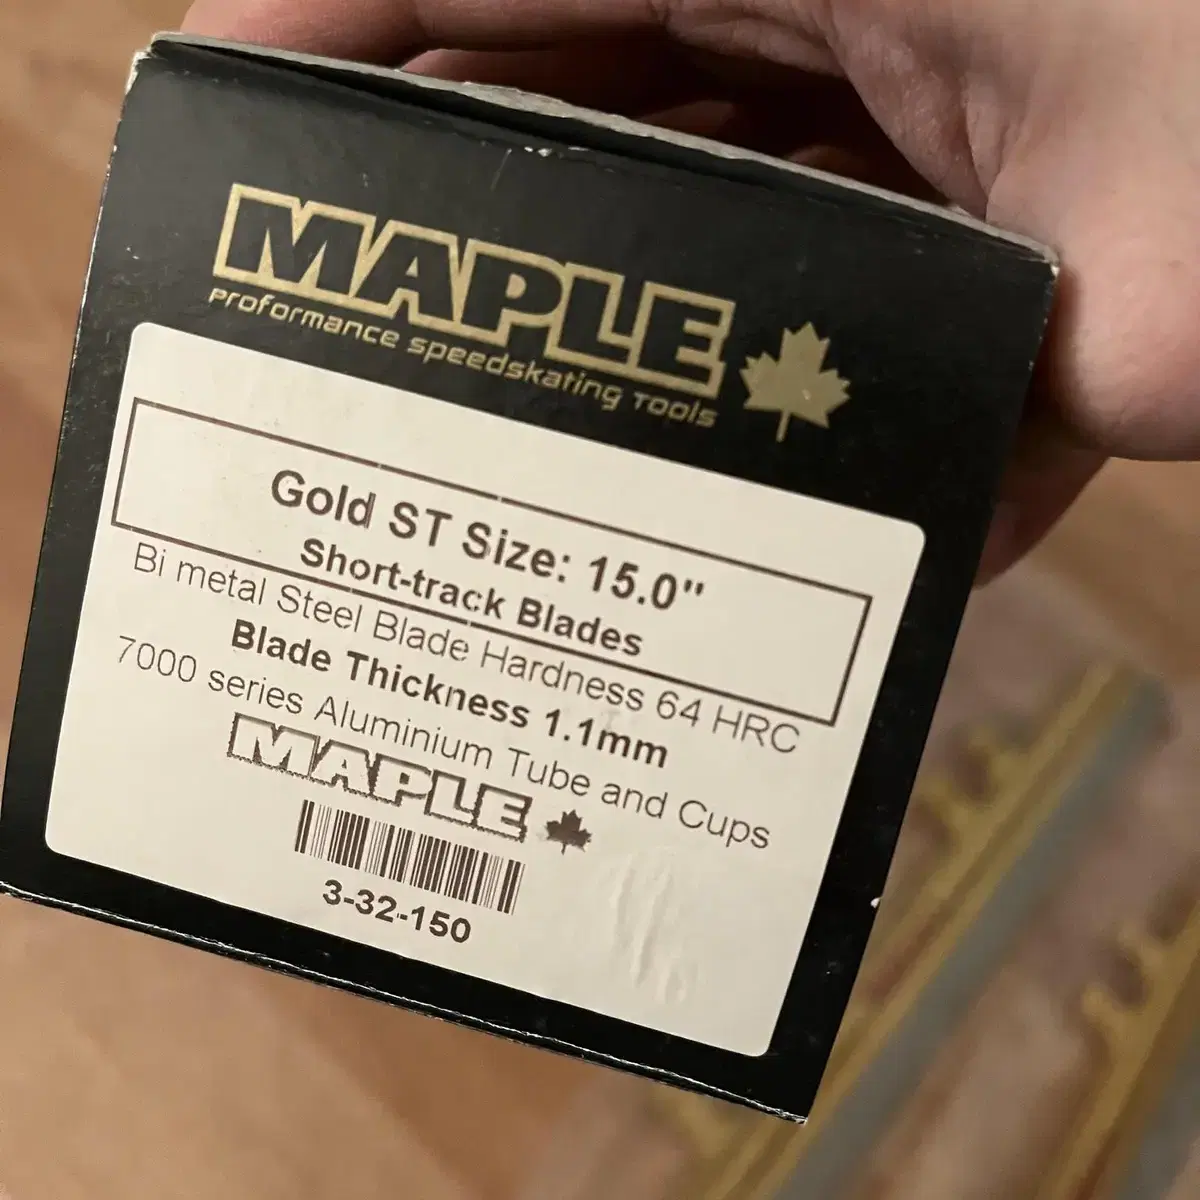 MAPLE
proformance speedskating Tools
Gold ST Size: 15.0"
Short-track Blades
Bi metal Steel Blade Hardness 64 HRC
Blade Thickness 1.1mm
7000 series Aluminium Tube and Cups
MAPLE
3-32-150